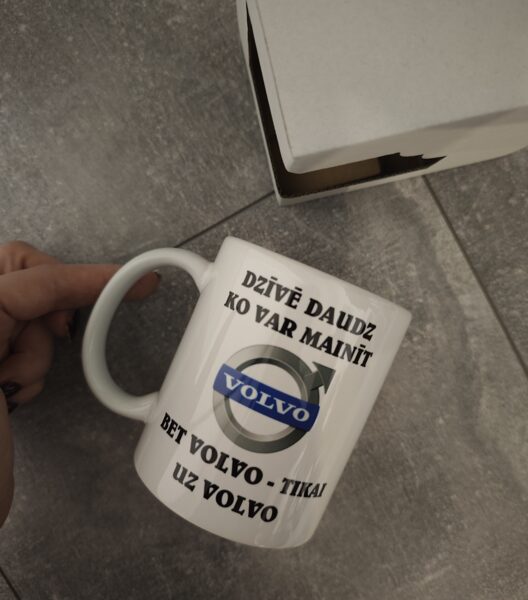 DZĪVĒ DAUDZ
KO VAR MAINĪT
VOLVO
BET VOLVO - TIKAI
UZ VOLVO